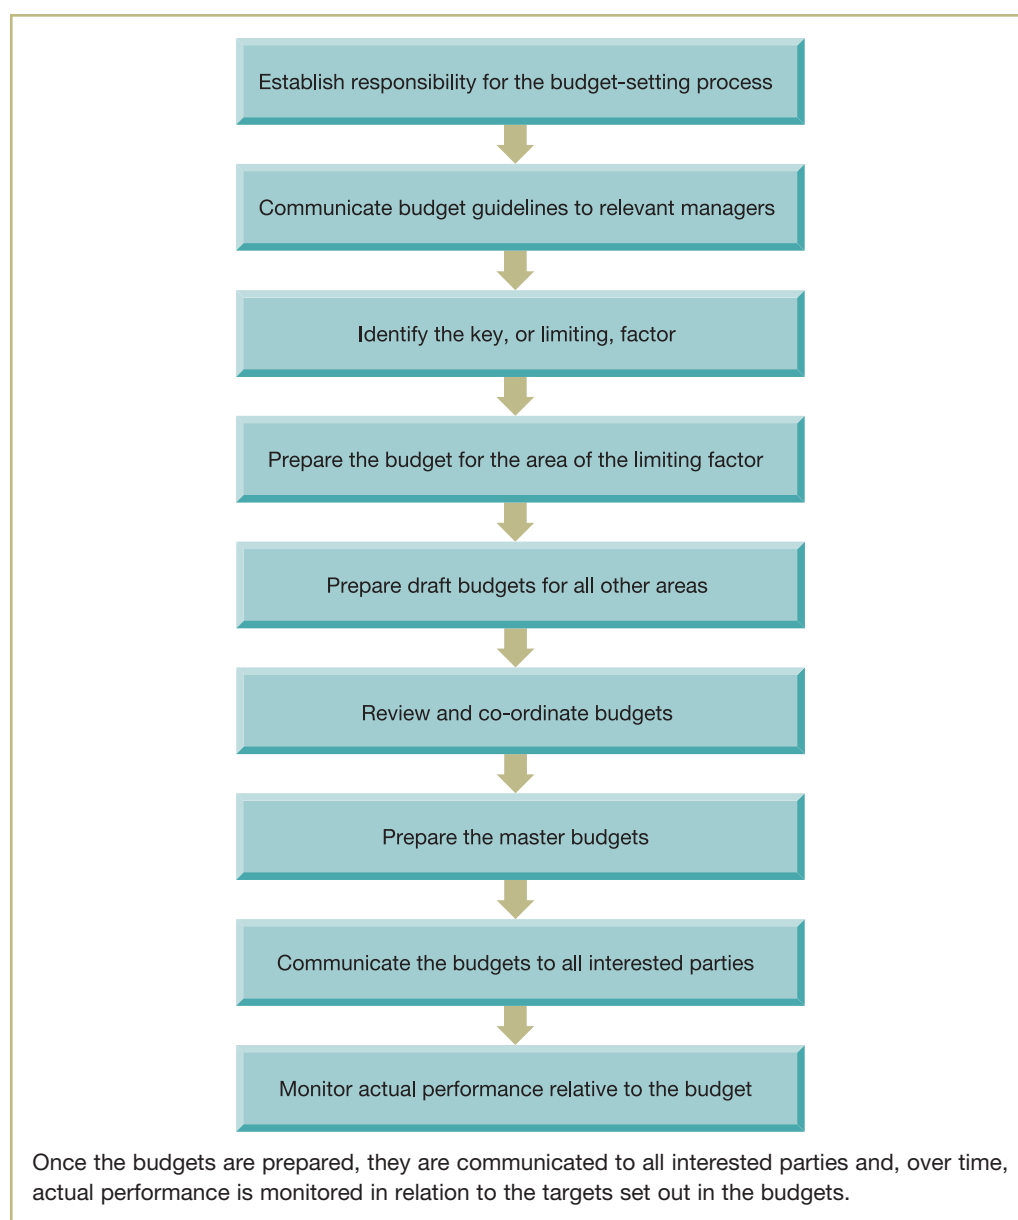 Establish responsibility for the budget-setting process
Communicate budget guidelines to relevant managers
Identify the key, or limiting, factor
Prepare the budget for the area of the limiting factor
Prepare draft budgets for all other areas
Review and co-ordinate budgets
Prepare the master budgets
Communicate the budgets to all interested parties
Monitor actual performance relative to the budget
Once the budgets are prepared, they are communicated to all interested parties and, over time,
actual performance is monitored in relation to the targets set out in the budgets.